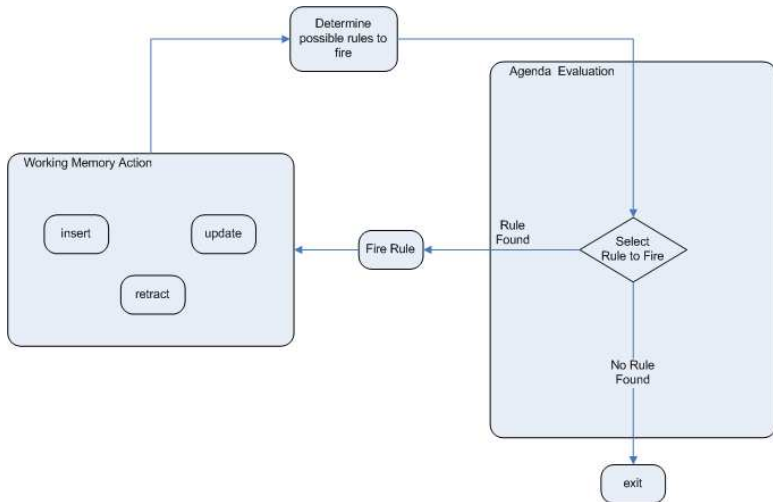 Determine
possible rules to
fire
Agenda Evaluation
Working Memory Action
insert
update
retract
Fire Rule
Rule
Found
Select
Rule to Fire
No Rule
Found
exit